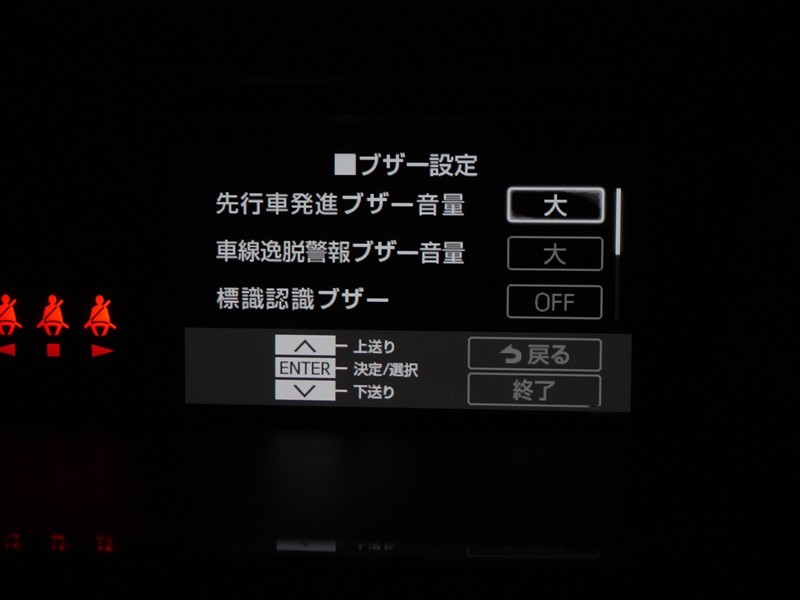 ■ブザー設定
先行車発進ブザー音量 大
車線逸脱警報ブザー音量 大
標識認識ブザー OFF
上送り
ENTER 決定/選択
下送り
戻る
終了